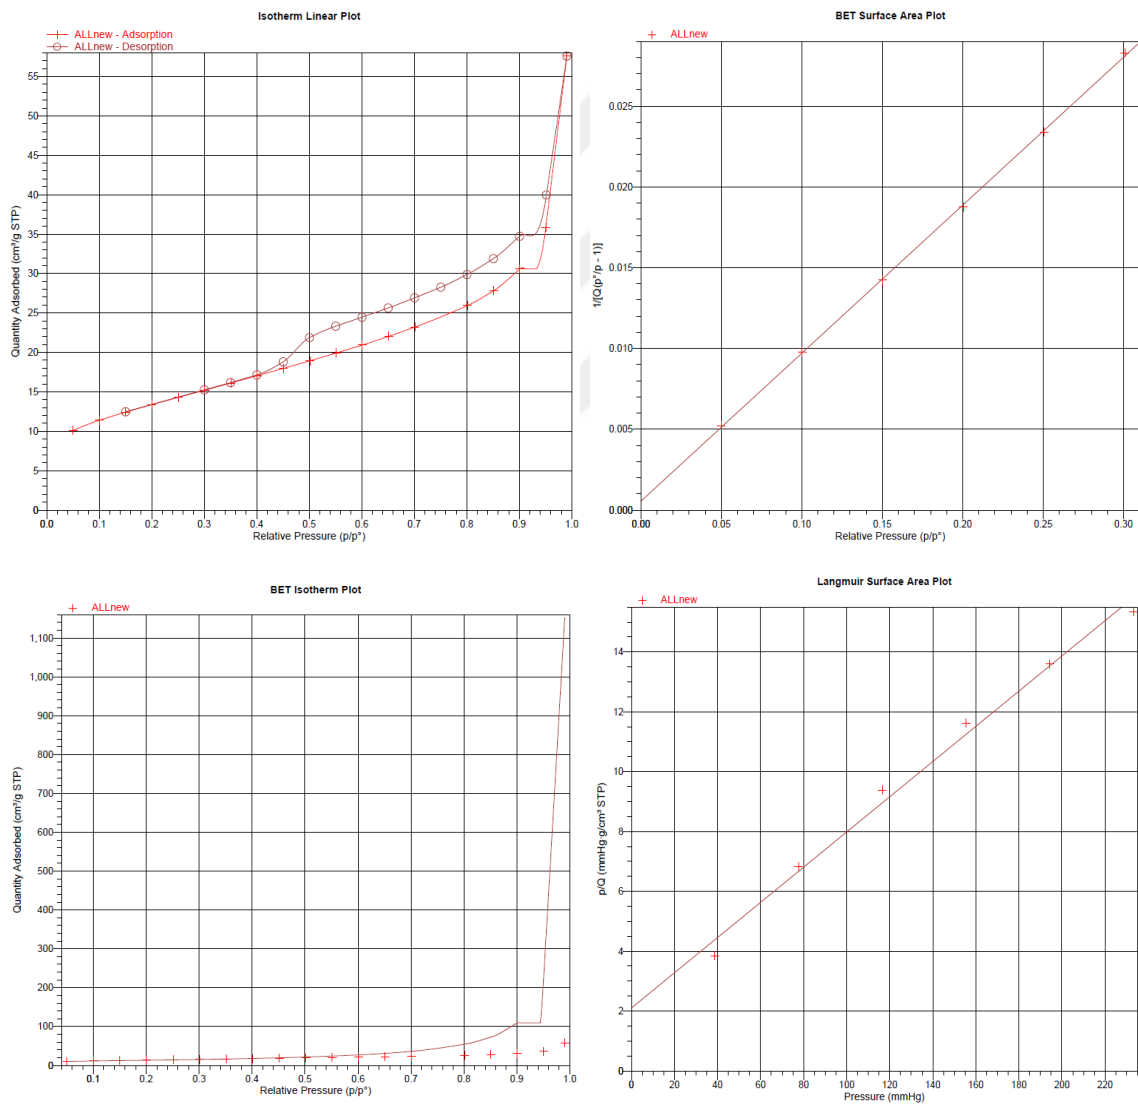 Isotherm Linear Plot
ALLnew - Adsorption
ALLnew - Desorption
Quantity Adsorbed (cm³/g STP)
55
50
45
40
35
30
25
20
15
10
5
0
0.0 0.1 0.2 0.3 0.4 0.5 0.6 0.7 0.8 0.9 1.0
Relative Pressure (p/p°)
BET Surface Area Plot
ALLnew
1/[Q(p°/p - 1)]
0.025
0.020
0.015
0.010
0.005
0.000
0.00 0.05 0.10 0.15 0.20 0.25 0.30
Relative Pressure (p/p°)
BET Isotherm Plot
ALLnew
Quantity Adsorbed (cm³/g STP)
1,100
1,000
900
800
700
600
500
400
300
200
100
0
0.1 0.2 0.3 0.4 0.5 0.6 0.7 0.8 0.9 1.0
Relative Pressure (p/p°)
Langmuir Surface Area Plot
ALLnew
p/Q (mmHg·g/cm³ STP)
14
12
10
8
6
4
2
0
0 20 40 60 80 100 120 140 160 180 200 220
Pressure (mmHg)